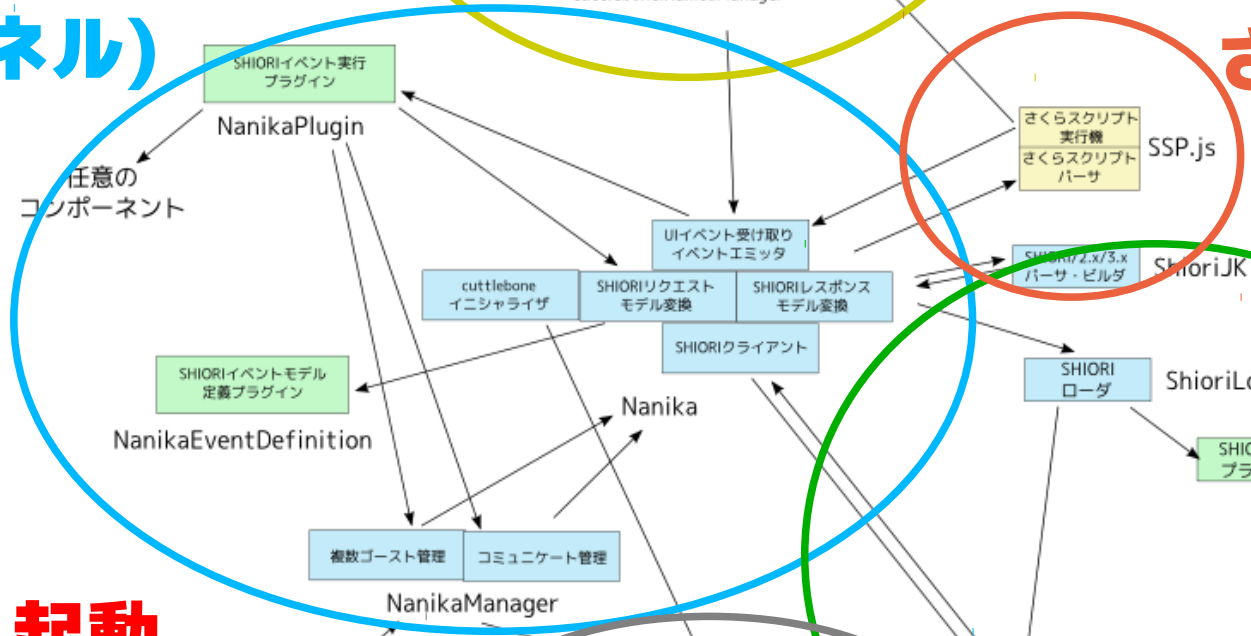 ネル)
SHIORIイベント実行
プラグイン
NanikaPlugin
任意の
コンポーネント
さくらスクリプト
実行機
さくらスクリプト
パーサ
SSP.js
UIイベント受け取り
イベントエミッタ
cuttlebone
イニシャライザ
SHIORIリクエスト
モデル変換
SHIORIレスポンス
モデル変換
SHIORIクライアント
SHIORI/2.x/3.x
パーサ・ビルダ
ShioriJK
SHIORI
ローダ
ShioriLo
SHIO
プラ
SHIORIイベントモデル
定義プラグイン
NanikaEventDefinition
Nanika
複数ゴースト管理
コミュニケート管理
NanikaManager
起動